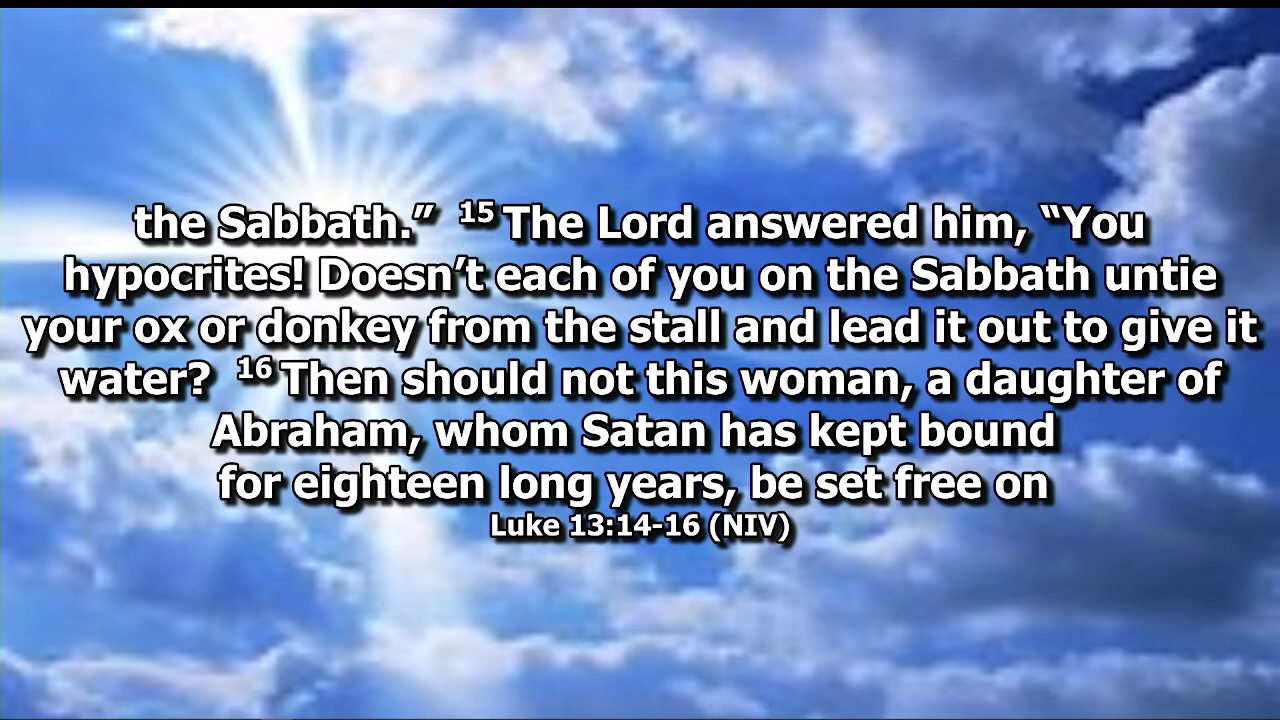 the Sabbath.” 15 The Lord answered him, “You
hypocrites! Doesn’t each of you on the Sabbath untie
your ox or donkey from the stall and lead it out to give it
water? 16 Then should not this woman, a daughter of
Abraham, whom Satan has kept bound
for eighteen long years, be set free on
Luke 13:14-16 (NIV)